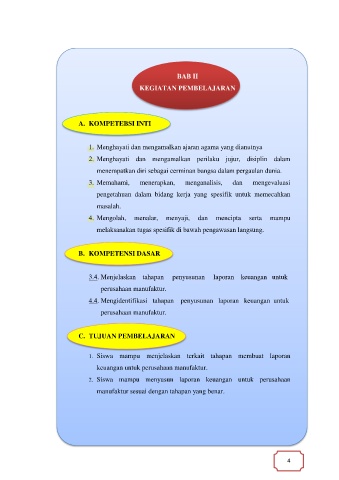 BAB II
KEGIATAN PEMBELAJARAN
A. KOMPETEBSI INTI
1. Menghayati dan mengamalkan ajaran agama yang dianutnya
2. Menghayati dan mengamalkan perilaku jujur, disiplin dalam
menempatkan diri sebagai cerminan bangsa dalam pergaulan dunia.
3. Memahami, menerapkan, menganalisis, dan mengevaluasi
pengetahuan dalam bidang kerja yang spesifik untuk memecahkan
masalah.
4. Mengolah, menalar, menyaji, dan mencipta serta mampu
melaksanakan tugas spesifik di bawah pengawasan langsung.
B. KOMPETENSI DASAR
3.4. Menjelaskan tahapan penyusunan laporan keuangan untuk
perusahaan manufaktur.
4.4. Mengidentifikasi tahapan penyusunan laporan keuangan untuk
perusahaan manufaktur.
C. TUJUAN PEMBELAJARAN
1. Siswa mampu menjelaskan terkait tahapan membuat laporan
keuangan untuk perusahaan manufaktur.
2. Siswa mampu menyusun laporan keuangan untuk perusahaan
manufaktur sesuai dengan tahapan yang benar.
4